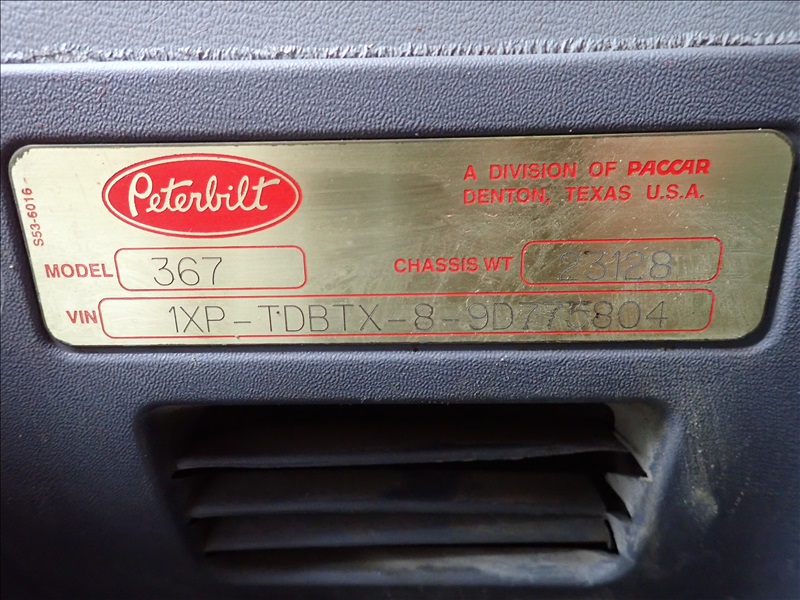 S53-6016
Peterbilt
A DIVISION OF PACCAR
DENTON, TEXAS U.S.A.
MODEL 367 CHASSIS WT 23128
VIN 1XP-TDBTX-8-9D775804